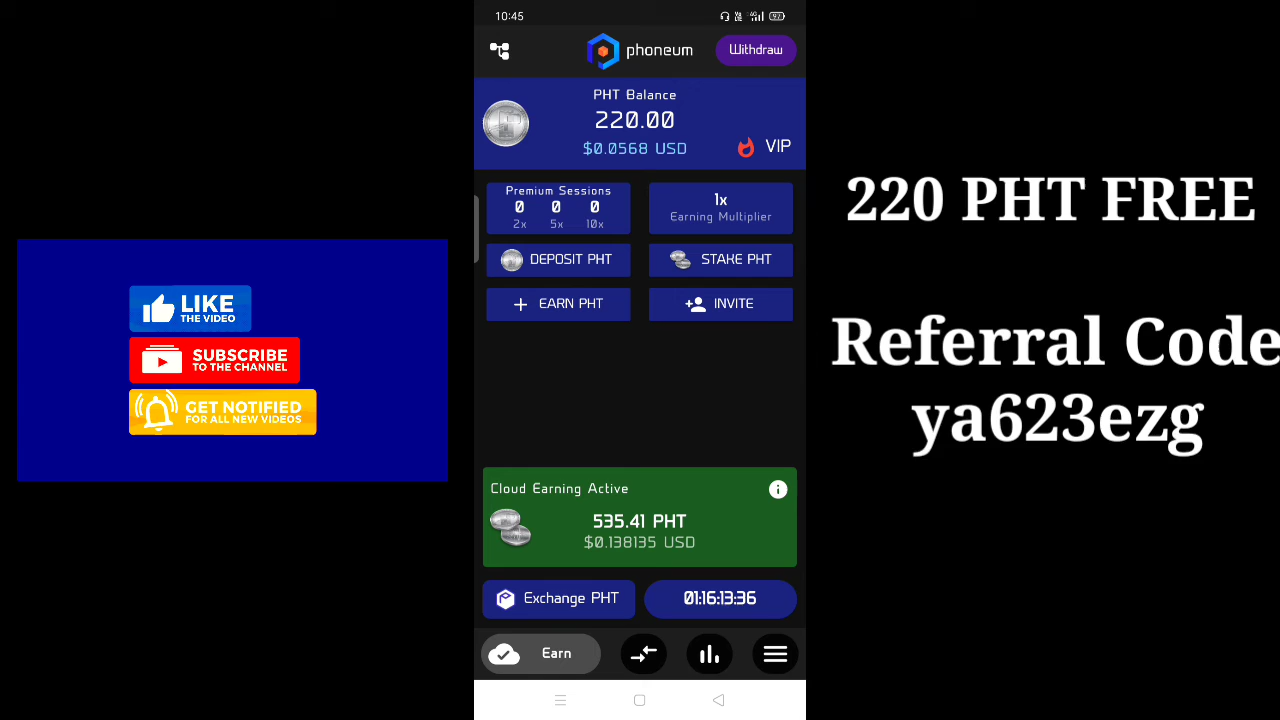 LIKE
THE VIDEO
SUBSCRIBE
TO THE CHANNEL
GET NOTIFIED
FOR ALL NEW VIDEOS
10:45
97
phoneum
Withdraw
PHT Balance
220.00
$0.0568 USD
VIP
Premium Sessions
0 0 0
2x 5x 10x
1x
Earning Multiplier
DEPOSIT PHT
STAKE PHT
EARN PHT
INVITE
Cloud Earning Active
535.41 PHT
$0.138135 USD
Exchange PHT
01:16:13:36
Earn
220 PHT FREE
Referral Code
ya623ezg